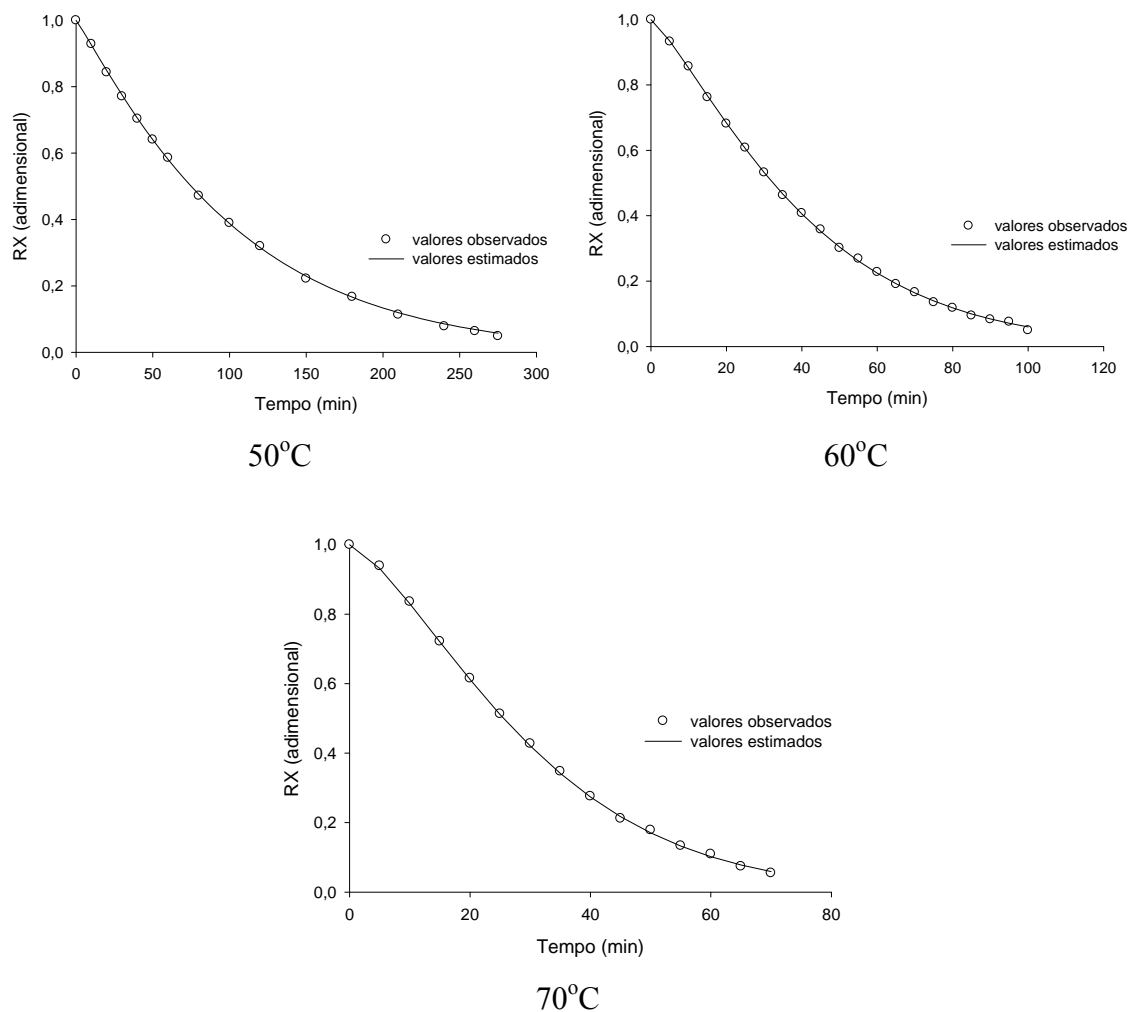 1,0
0,8
0,6
0,4
0,2
0,0
RX (adimensional)
valores observados
valores estimados
0 50 100 150 200 250 300
Tempo (min)
50°C
1,0
0,8
0,6
0,4
0,2
0,0
RX (adimensional)
valores observados
valores estimados
0 20 40 60 80 100 120
Tempo (min)
60°C
1,0
0,8
0,6
0,4
0,2
0,0
RX (adimensional)
valores observados
valores estimados
0 20 40 60 80
Tempo (min)
70°C